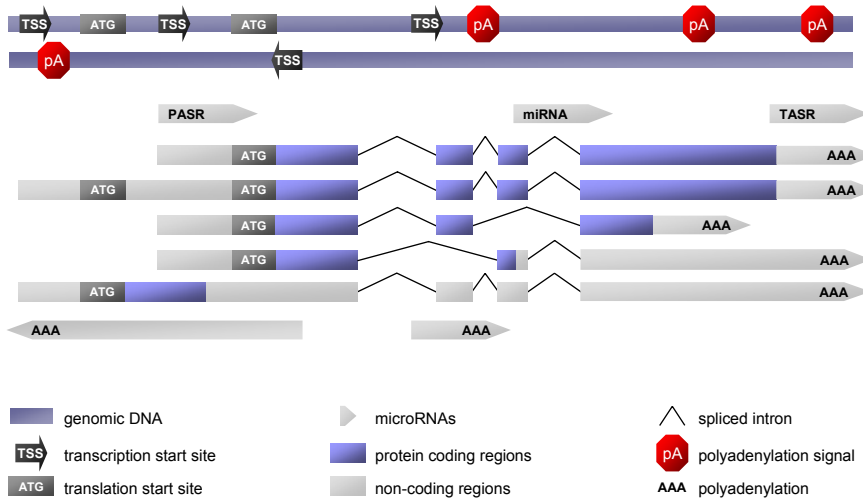 TSS ATG TSS ATG TSS pA pA pA
pA TSS
PASR miRNA TASR
ATG AAA
ATG ATG AAA
ATG AAA
ATG AAA
ATG AAA
AAA AAA
genomic DNA microRNAs spliced intron
TSS transcription start site protein coding regions pA polyadenylation signal
ATG translation start site non-coding regions AAA polyadenylation